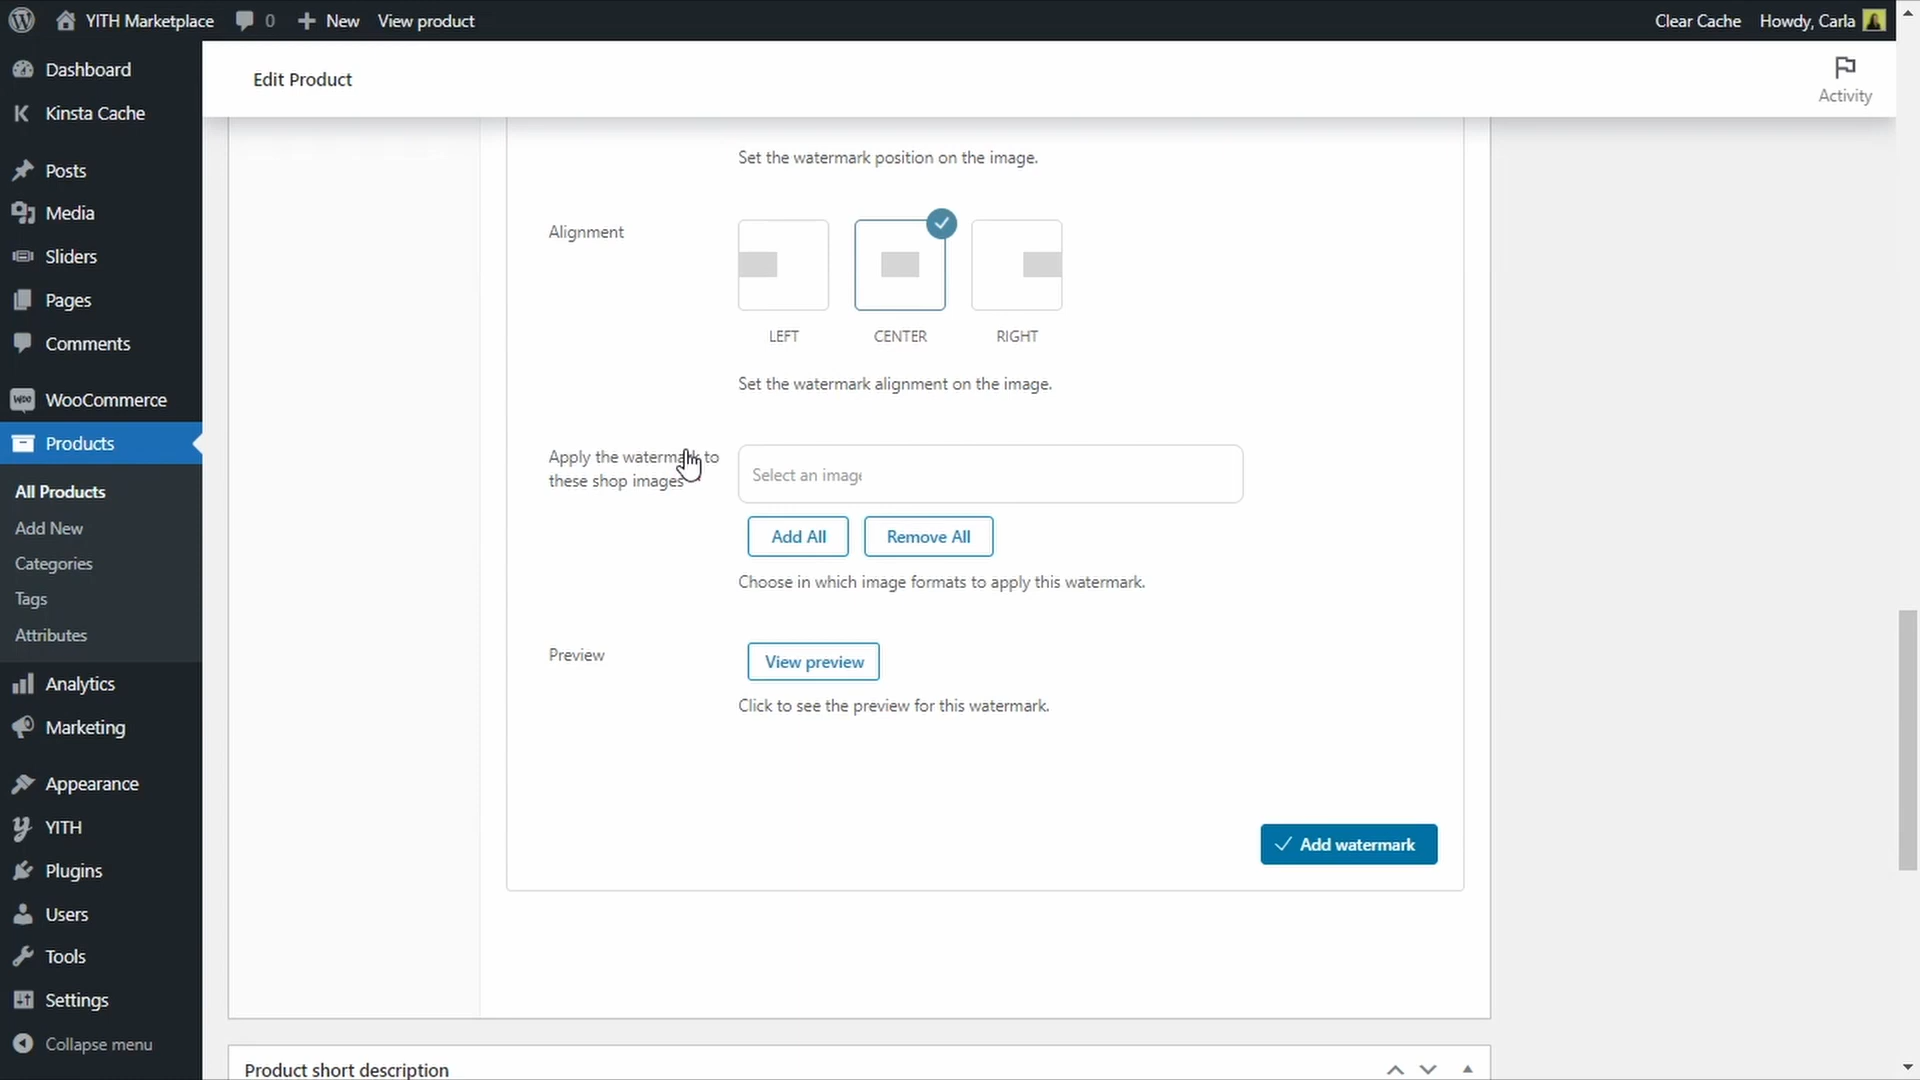 YITH Marketplace 0 New View product Clear Cache Howdy, Carla
Dashboard
Kinsta Cache
Posts
Media
Sliders
Pages
Comments
WooCommerce
Products
All Products
Add New
Categories
Tags
Attributes
Analytics
Marketing
Appearance
YITH
Plugins
Users
Tools
Settings
Collapse menu
Edit Product
Activity
Set the watermark position on the image.
Alignment
LEFT CENTER RIGHT
Set the watermark alignment on the image.
Apply the watermark to
these shop images
Select an image
Add All Remove All
Choose in which image formats to apply this watermark.
Preview
View preview
Click to see the preview for this watermark.
Add watermark
Product short description